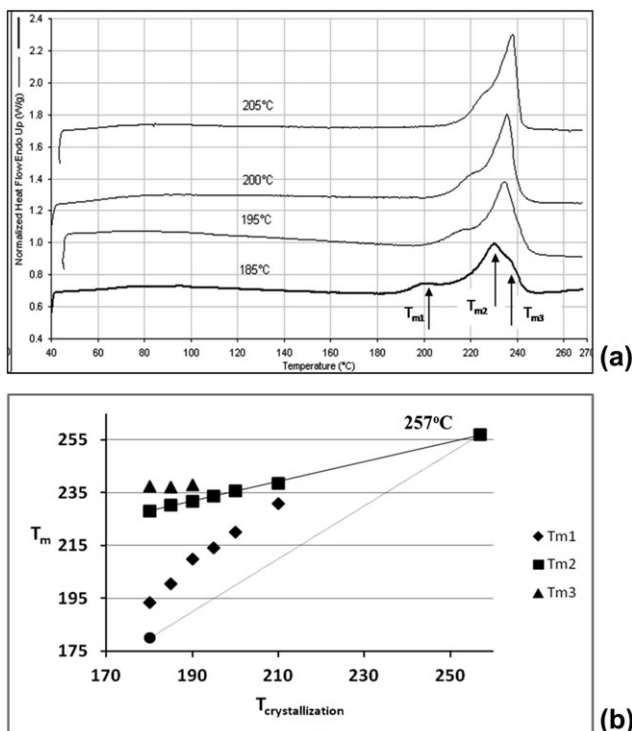 Normalized Heat Flow Endo Up (W/g)
2.4
2.2
2.0
1.8
1.6
1.4
1.2
1.0
0.8
0.6
0.4
205°C
200°C
195°C
185°C
Tm1
Tm2
Tm3
40 60 80 100 120 140 160 180 200 220 240 260 270
Temperature (°C)
(a)
257°C
255
235
Tm
215
195
175
170 190 210 230 250
Tcrystallization
Tm1
Tm2
Tm3
(b)